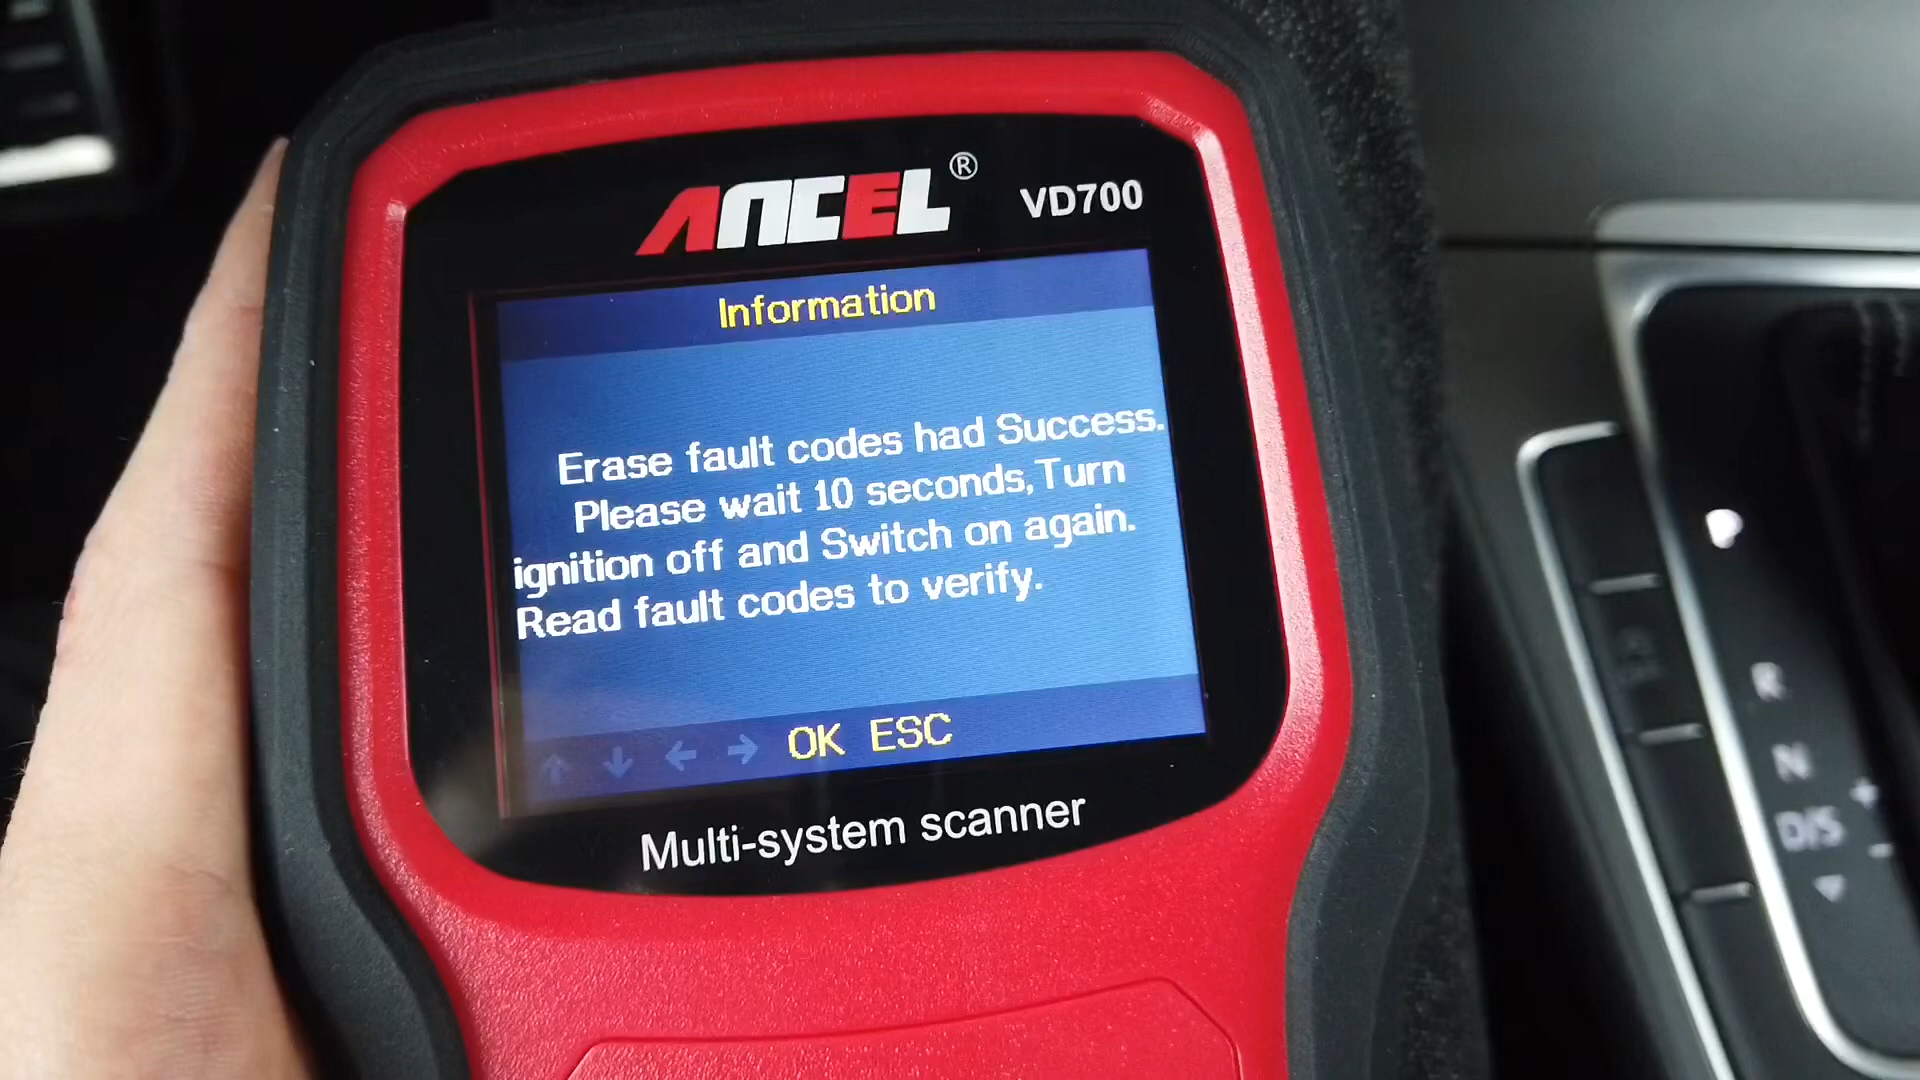 ANCEL®
VD700
Information
Erase fault codes had Success.
Please wait 10 seconds,Turn
ignition off and Switch on again.
Read fault codes to verify.
↑ ↓ ← → OK ESC
Multi-system scanner
P
R
N
D/S
+
−